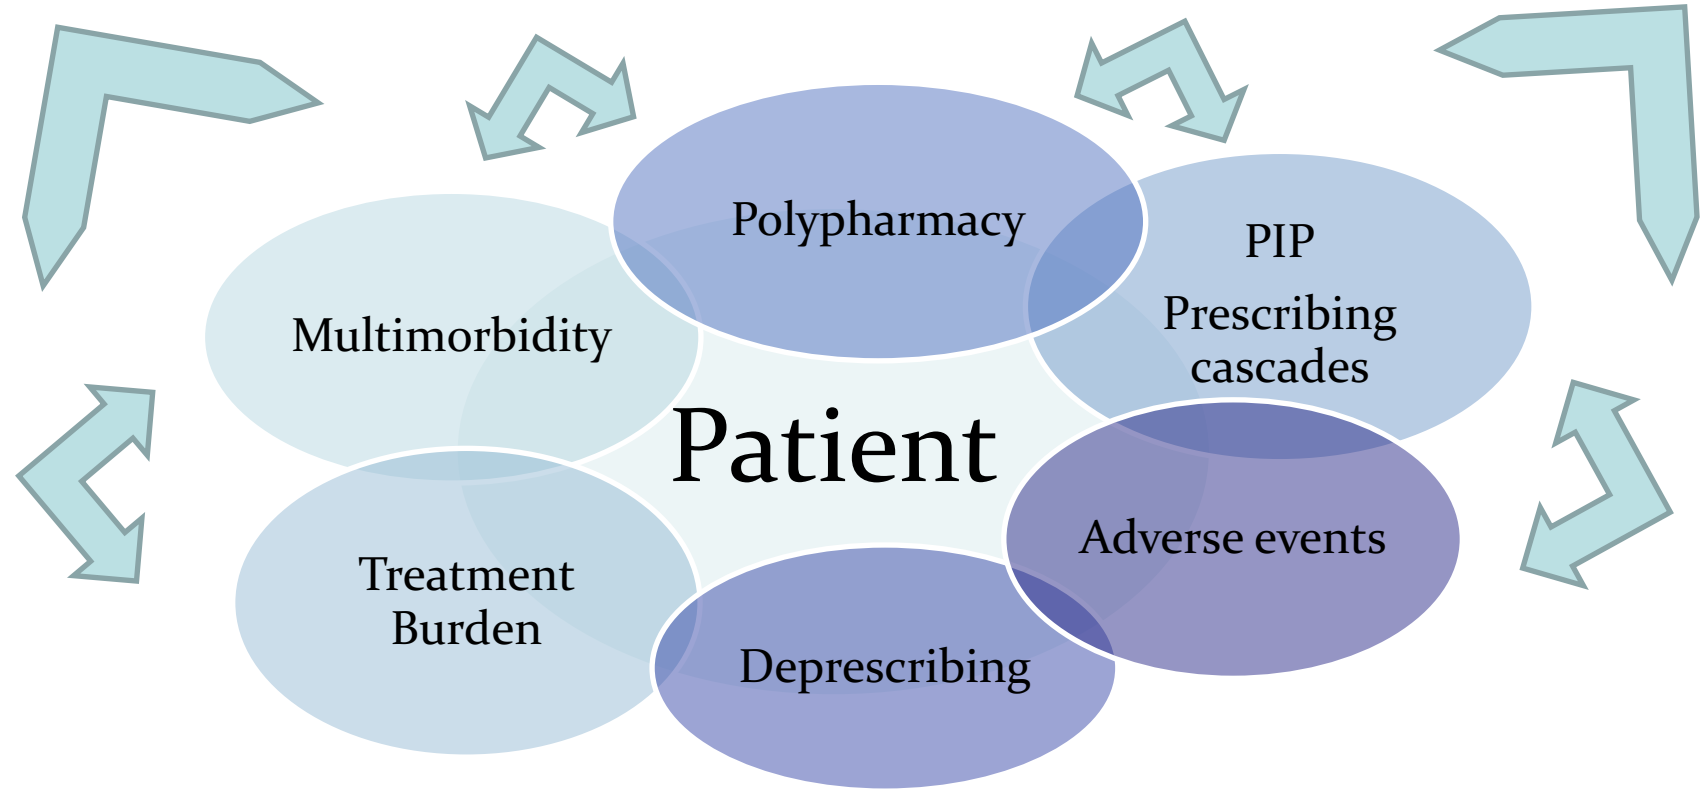 Polypharmacy
PIP
Prescribing
cascades
Multimorbidity
Patient
Adverse events
Treatment
Burden
Deprescribing